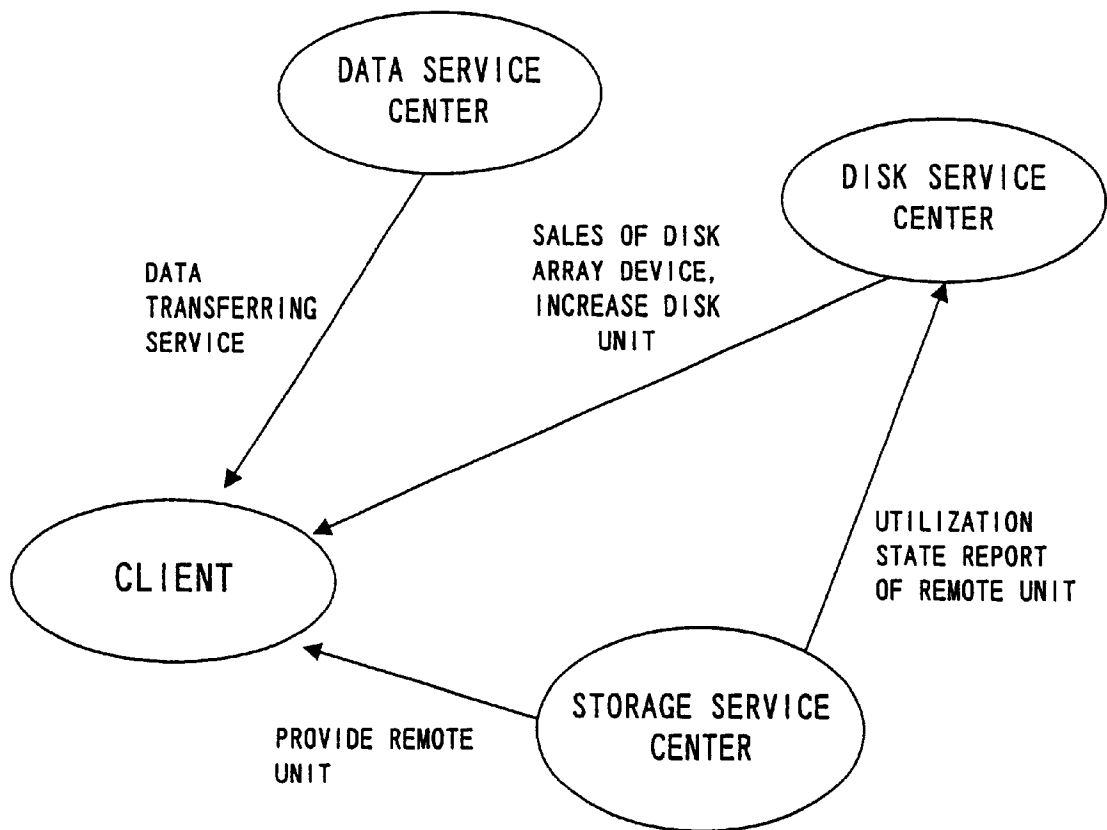 DATA SERVICE
CENTER
DISK SERVICE
CENTER
SALES OF DISK
ARRAY DEVICE,
INCREASE DISK
UNIT
DATA
TRANSFERRING
SERVICE
CLIENT
UTILIZATION
STATE REPORT
OF REMOTE UNIT
STORAGE SERVICE
CENTER
PROVIDE REMOTE
UNIT